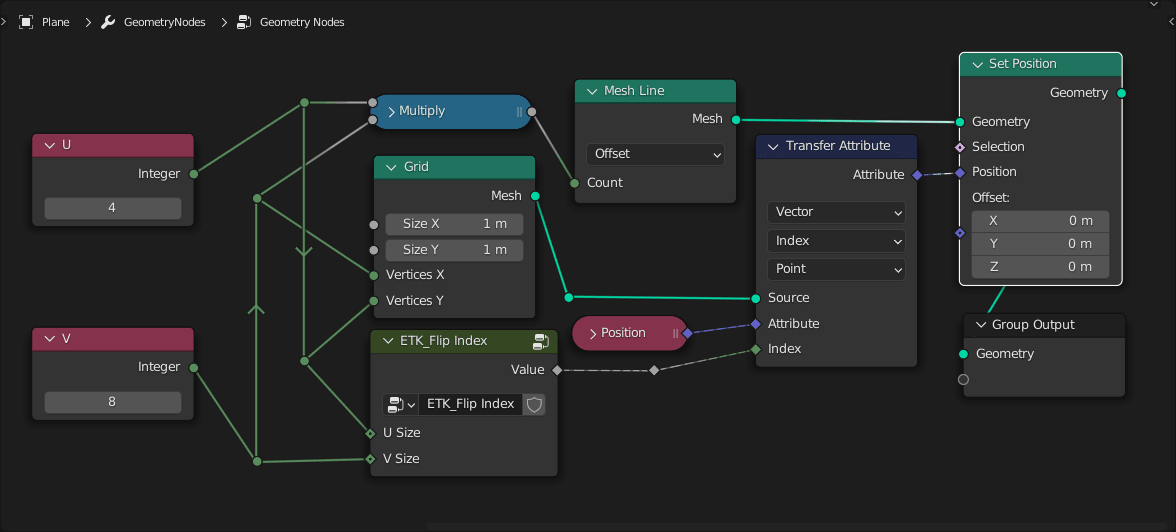 Plane > GeometryNodes > Geometry Nodes
U
Integer
4
V
Integer
8
Multiply
Grid
Mesh
Size X 1 m
Size Y 1 m
Vertices X
Vertices Y
ETK_Flip Index
Value
ETK_Flip Index
U Size
V Size
Mesh Line
Mesh
Offset
Count
Position
Transfer Attribute
Attribute
Vector
Index
Point
Source
Attribute
Index
Set Position
Geometry
Geometry
Selection
Position
Offset:
X 0 m
Y 0 m
Z 0 m
Group Output
Geometry